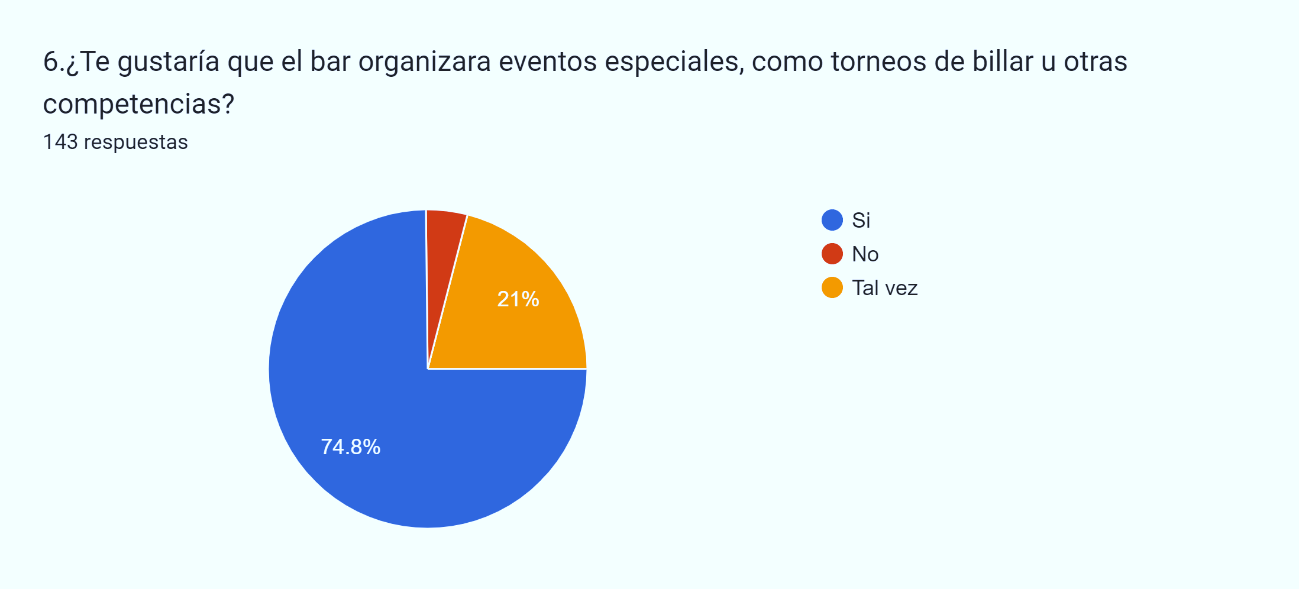 6.¿Te gustaría que el bar organizara eventos especiales, como torneos de billar u otras
competencias?
143 respuestas
Si
No
Tal vez
21%
74.8%